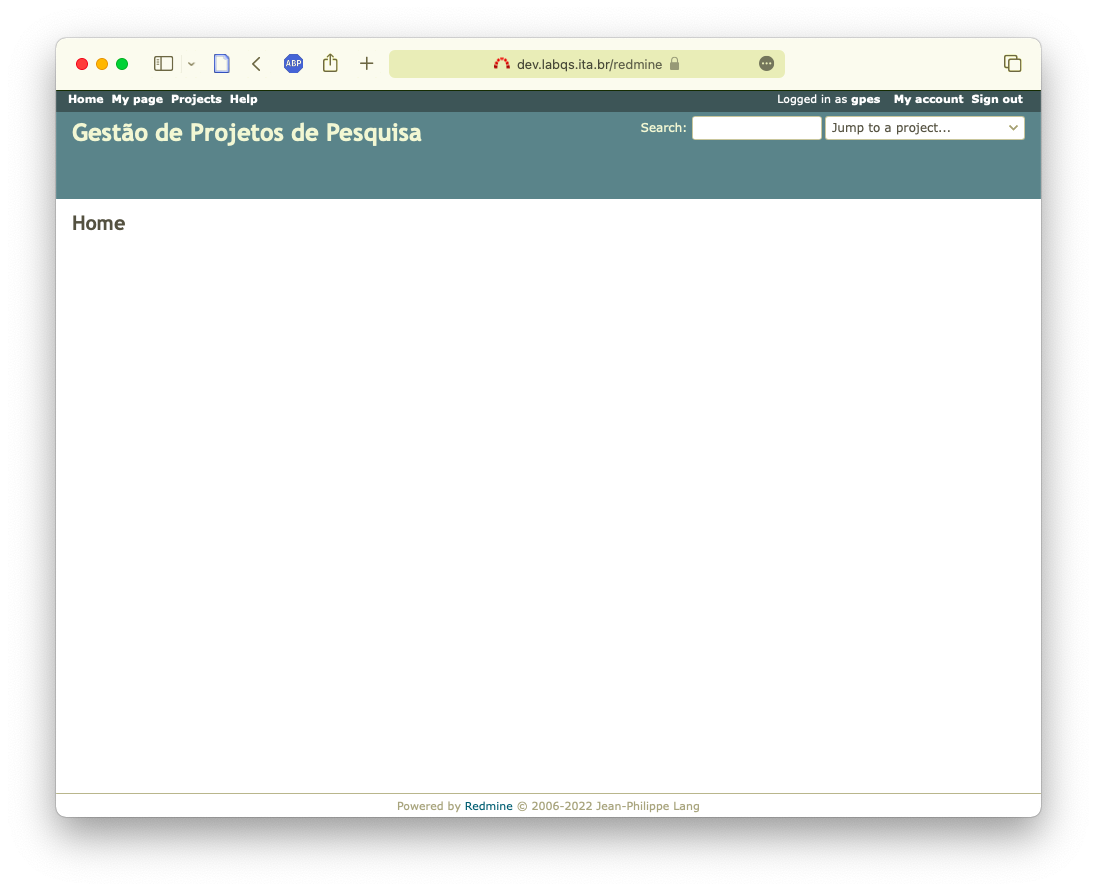 ABP
dev.labqs.ita.br/redmine
Home My page Projects Help
Logged in as gpes My account Sign out
Gestão de Projetos de Pesquisa
Search: Jump to a project...
Home
Powered by Redmine © 2006-2022 Jean-Philippe Lang